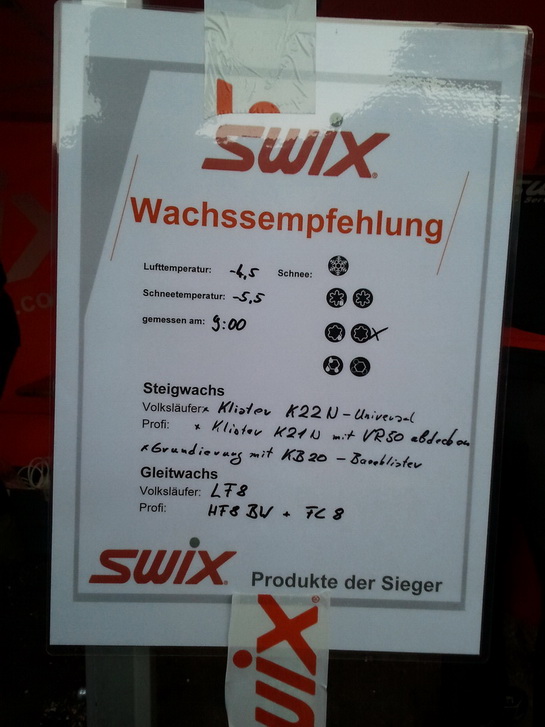 SWIX
Wachssempfehlung
Lufttemperatur: -4,5 Schnee:
Schneetemperatur: -5,5
gemessen am: 9:00
Steigwachs
Volksläufer: x Klister K22N-Universal
Profi: x Klister K21N mit VR50 abdecken
x Grundierung mit KB20 - Baseklister
Gleitwachs
Volksläufer: LF8
Profi: HF8 BW + FC8
SWIX Produkte der Sieger